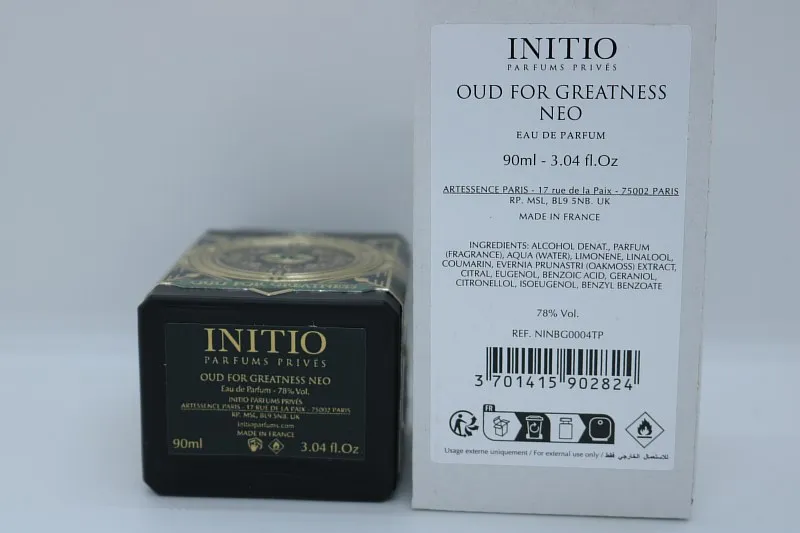 OUD FOR GREATNESS
INITIO
PARFUMS PRIVÉS
OUD FOR GREATNESS NEO
Eau de Parfum - 78% Vol.
INITIO PARFUMS PRIVÉS
ARTESSENCE PARIS - 17 RUE DE LA PAIX - 75002 PARIS
RP. MSL, BL9 5NB. UK
initioparfums.com
MADE IN FRANCE
90ml 3.04 fl.Oz
INITIO
PARFUMS PRIVÉS
OUD FOR GREATNESS
NEO
EAU DE PARFUM
90ml - 3.04 fl.Oz
ARTESSENCE PARIS - 17 rue de la Paix - 75002 PARIS
RP. MSL, BL9 5NB. UK
MADE IN FRANCE
INGREDIENTS: ALCOHOL DENAT., PARFUM
(FRAGRANCE), AQUA (WATER), LIMONENE, LINALOOL,
COUMARIN, EVERNIA PRUNASTRI (OAKMOSS) EXTRACT,
CITRAL, EUGENOL, BENZOIC ACID, GERANIOL,
CITRONELLOL, ISOEUGENOL, BENZYL BENZOATE
78% Vol.
REF. NINBG0004TP
3 701415 902824
FR
Usage externe uniquement / For external use only / للاستعمال الخارجي فقط